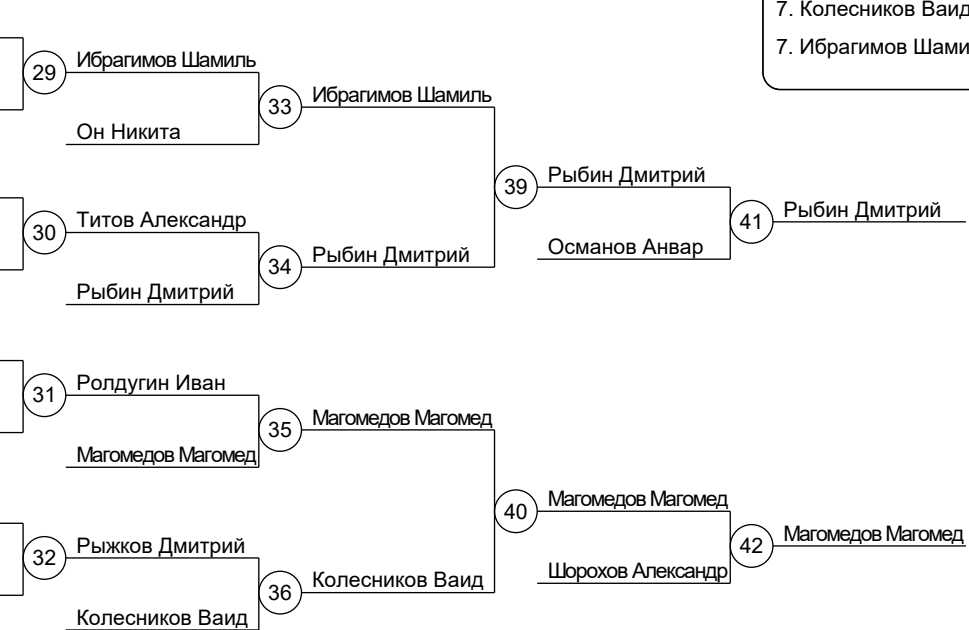 7. Колесников Ваид
7. Ибрагимов
29 Ибрагимов Шамиль
33 Ибрагимов Шамиль
Он Никита
39 Рыбин Дмитрий
30 Титов Александр
41 Рыбин Дмитрий
34 Рыбин Дмитрий
Османов Анвар
Рыбин Дмитрий
31 Ролдугин Иван
35 Магомедов Магомед
Магомедов Магомед
40 Магомедов Магомед
32 Рыжков Дмитрий
42 Магомедов Магомед
36 Колесников Ваид
Шорохов Александр
Колесников Ваид